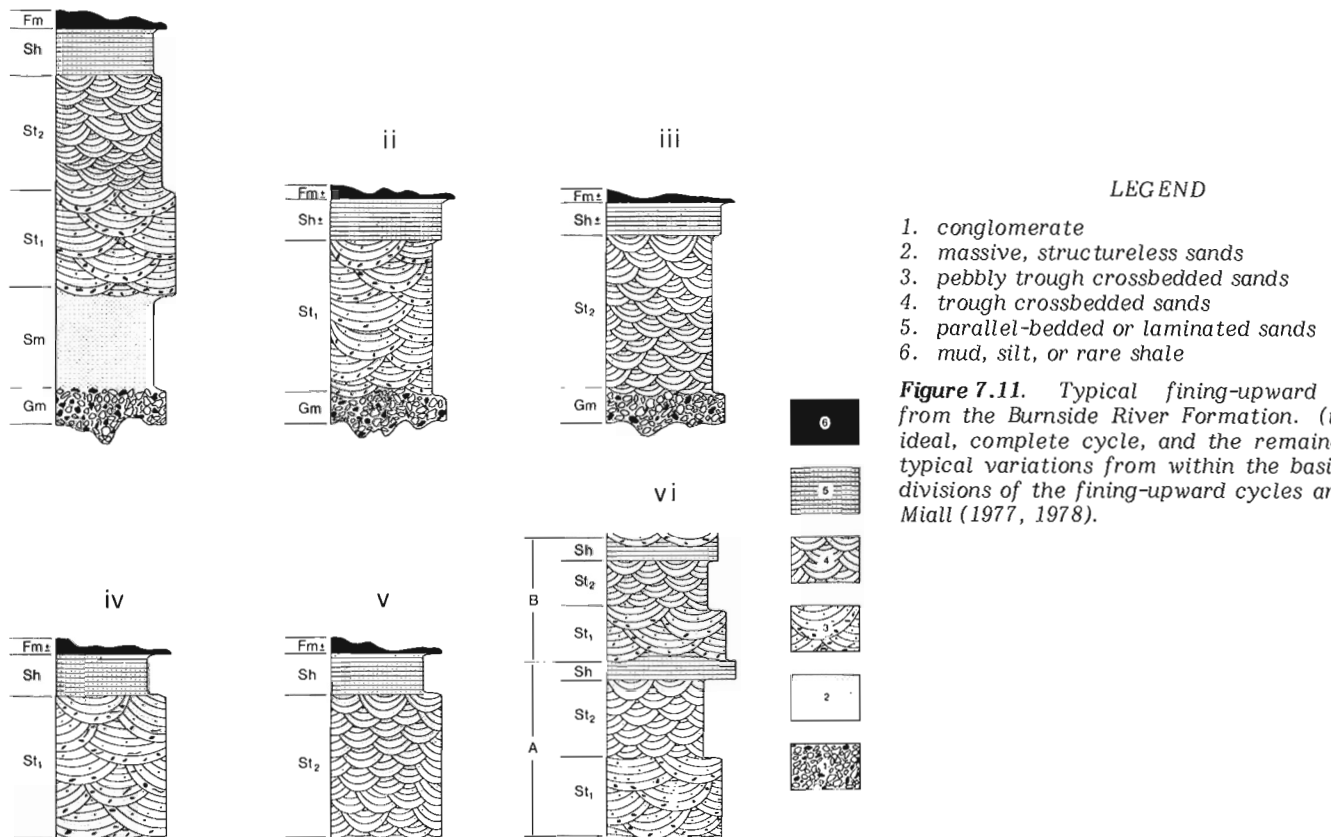 Fm
Sh
St₂
St₁
Sm
Gm
ii
Fm±
Sh±
St₁
Gm
iii
Fm±
Sh±
St₂
Gm
iv
Fm±
Sh
St₁
v
Fm±
Sh
St₂
vi
B
Sh
St₂
St₁
A
Sh
St₂
St₁
6
5
4
3
2
1
LEGEND
1. conglomerate
2. massive, structureless sands
3. pebbly trough crossbedded sands
4. trough crossbedded sands
5. parallel-bedded or laminated sands
6. mud, silt, or rare shale
Figure 7.11. Typical fining-upward
from the Burnside River Formation.
ideal, complete cycle, and the
typical variations from within the
divisions of the fining-upward cycles
Miall (1977, 1978).